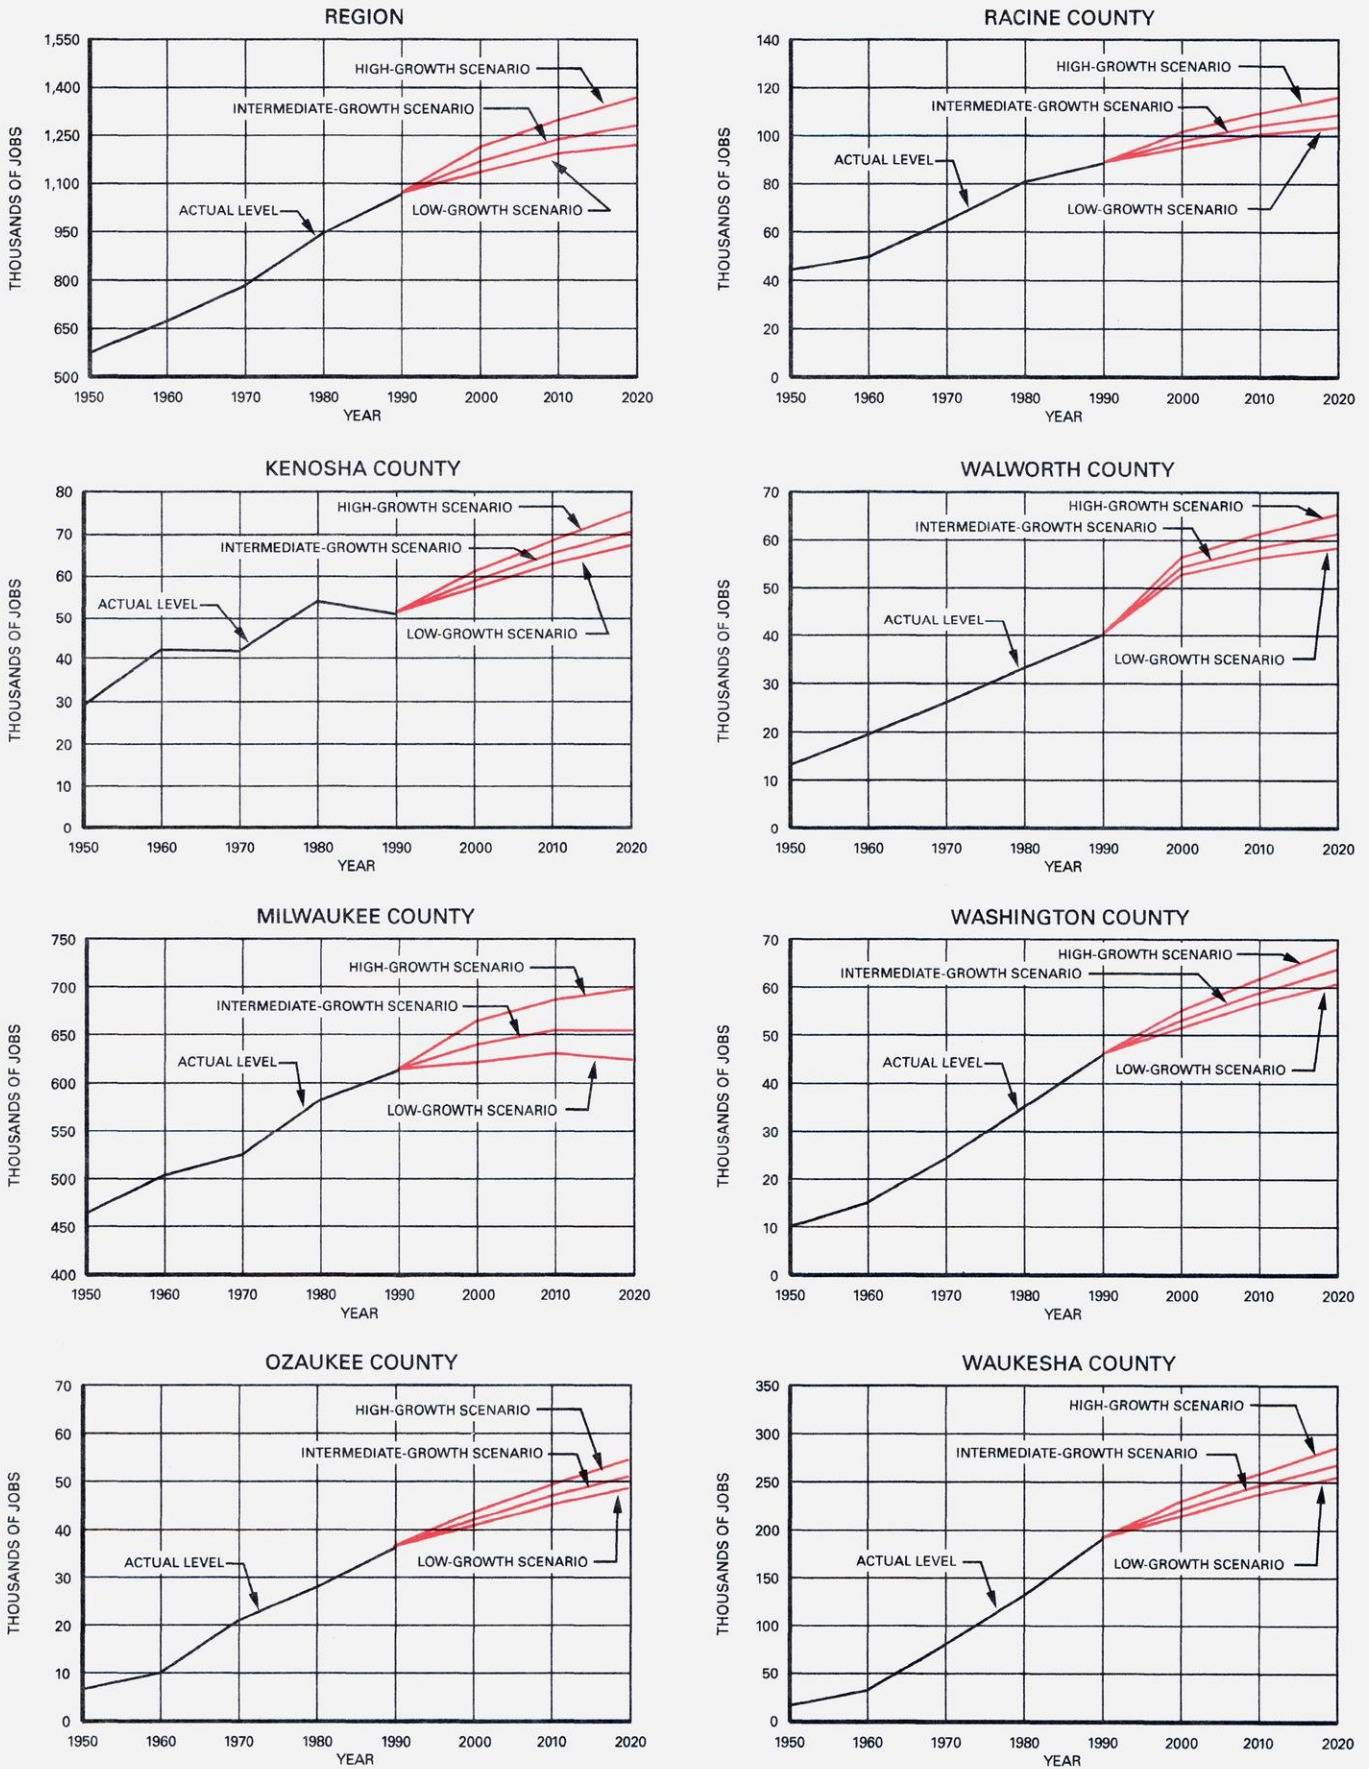 REGION
1,550
1,400
1,250
1,100
950
800
650
500
THOUSANDS OF JOBS
HIGH-GROWTH SCENARIO
INTERMEDIATE-GROWTH SCENARIO
ACTUAL LEVEL
LOW-GROWTH SCENARIO
1950 1960 1970 1980 1990 2000 2010 2020
YEAR
RACINE COUNTY
140
120
100
80
60
40
20
0
THOUSANDS OF JOBS
HIGH-GROWTH SCENARIO
INTERMEDIATE-GROWTH SCENARIO
ACTUAL LEVEL
LOW-GROWTH SCENARIO
1950 1960 1970 1980 1990 2000 2010 2020
YEAR
KENOSHA COUNTY
80
70
60
50
40
30
20
10
0
THOUSANDS OF JOBS
HIGH-GROWTH SCENARIO
INTERMEDIATE-GROWTH SCENARIO
ACTUAL LEVEL
LOW-GROWTH SCENARIO
1950 1960 1970 1980 1990 2000 2010 2020
YEAR
WALWORTH COUNTY
70
60
50
40
30
20
10
0
THOUSANDS OF JOBS
HIGH-GROWTH SCENARIO
INTERMEDIATE-GROWTH SCENARIO
ACTUAL LEVEL
LOW-GROWTH SCENARIO
1950 1960 1970 1980 1990 2000 2010 2020
YEAR
MILWAUKEE COUNTY
750
700
650
600
550
500
450
400
THOUSANDS OF JOBS
HIGH-GROWTH SCENARIO
INTERMEDIATE-GROWTH SCENARIO
ACTUAL LEVEL
LOW-GROWTH SCENARIO
1950 1960 1970 1980 1990 2000 2010 2020
YEAR
WASHINGTON COUNTY
70
60
50
40
30
20
10
0
THOUSANDS OF JOBS
HIGH-GROWTH SCENARIO
INTERMEDIATE-GROWTH SCENARIO
ACTUAL LEVEL
LOW-GROWTH SCENARIO
1950 1960 1970 1980 1990 2000 2010 2020
YEAR
OZAUKEE COUNTY
70
60
50
40
30
20
10
0
THOUSANDS OF JOBS
HIGH-GROWTH SCENARIO
INTERMEDIATE-GROWTH SCENARIO
ACTUAL LEVEL
LOW-GROWTH SCENARIO
1950 1960 1970 1980 1990 2000 2010 2020
YEAR
WAUKESHA COUNTY
350
300
250
200
150
100
50
0
THOUSANDS OF JOBS
HIGH-GROWTH SCENARIO
INTERMEDIATE-GROWTH SCENARIO
ACTUAL LEVEL
LOW-GROWTH SCENARIO
1950 1960 1970 1980 1990 2000 2010 2020
YEAR